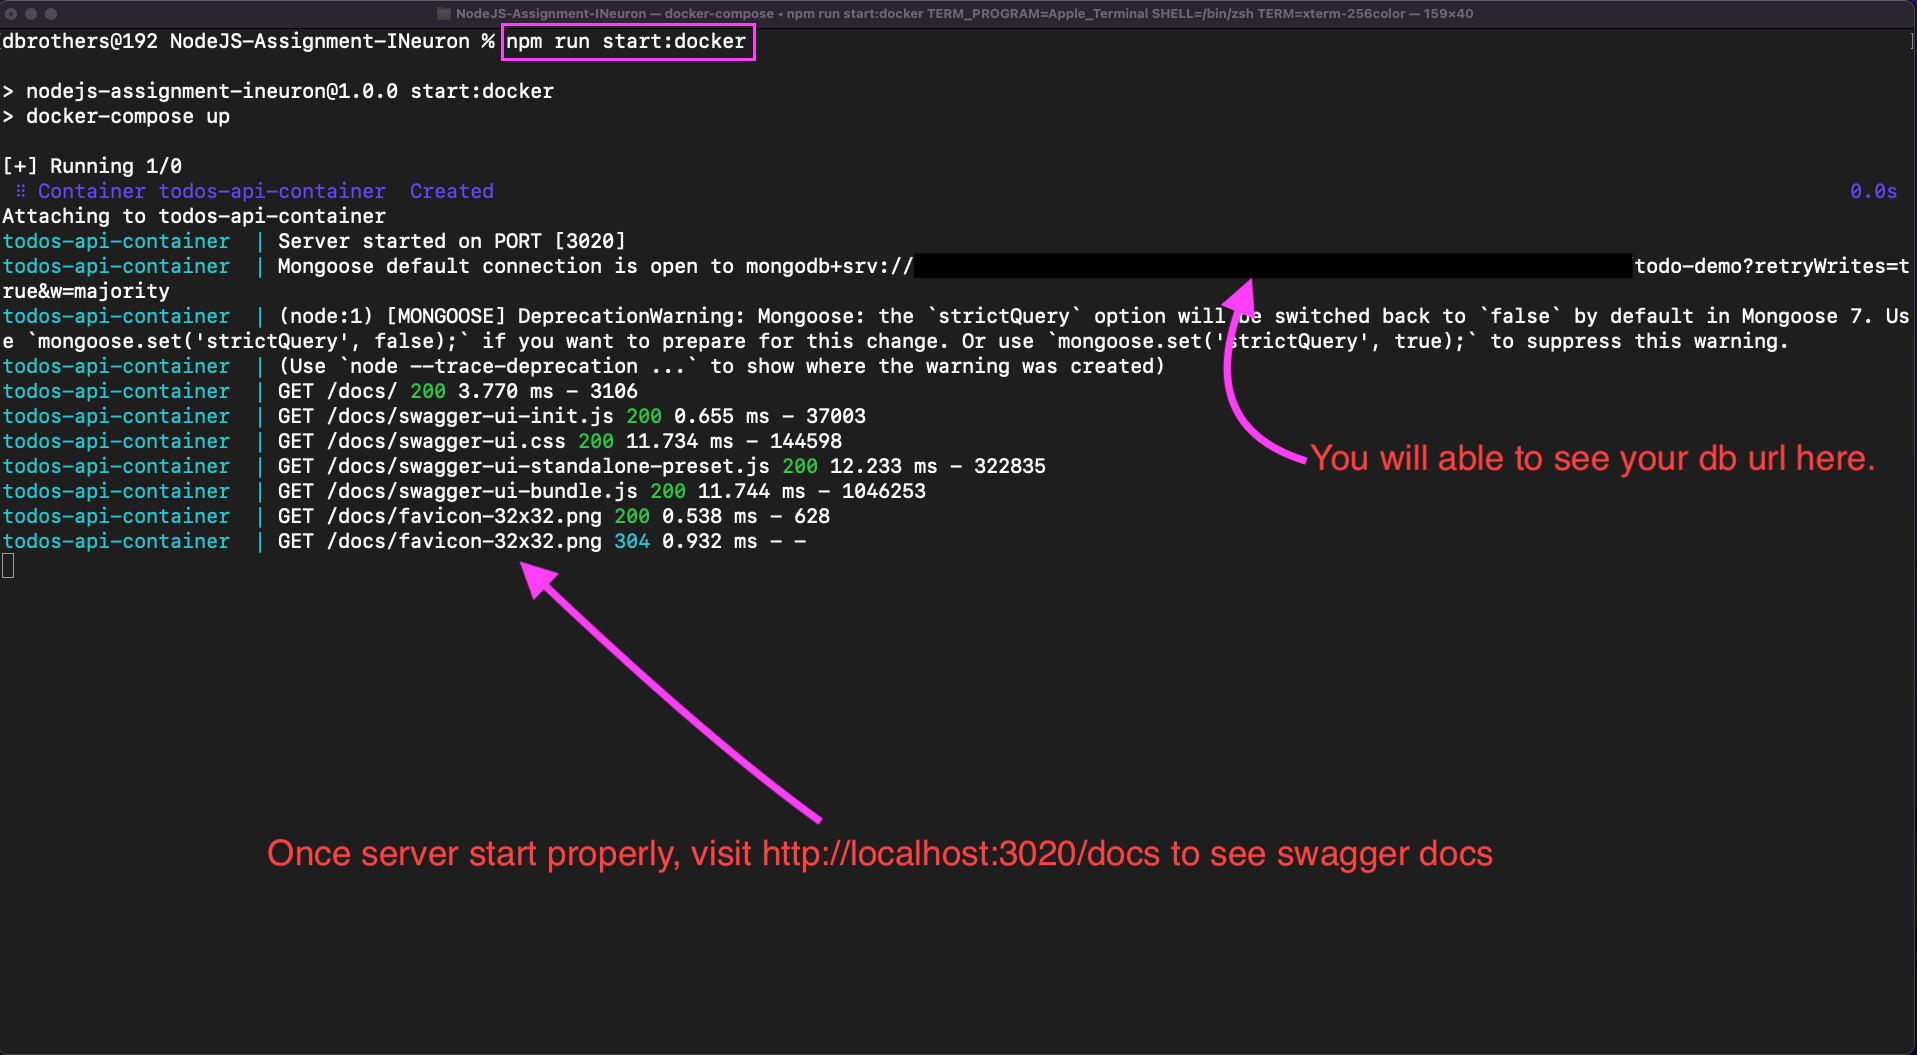 NodeJS-Assignment-INeuron — docker-compose • npm run start:docker TERM_PROGRAM=Apple_Terminal SHELL=/bin/zsh TERM=xterm-256color — 159×40
[dbrothers@192 NodeJS-Assignment-INeuron % npm run start:docker ]
> nodejs-assignment-ineuron@1.0.0 start:docker
> docker-compose up
[+] Running 1/0
⠿ Container todos-api-container  Created 0.0s
Attaching to todos-api-container
todos-api-container  | Server started on PORT [3020]
todos-api-container  | Mongoose default connection is open to mongodb+srv:// todo-demo?retryWrites=t
rue&w=majority
todos-api-container  | (node:1) [MONGOOSE] DeprecationWarning: Mongoose: the `strictQuery` option will be switched back to `false` by default in Mongoose 7. Us
e `mongoose.set('strictQuery', false);` if you want to prepare for this change. Or use `mongoose.set('strictQuery', true);` to suppress this warning.
todos-api-container  | (Use `node --trace-deprecation ...` to show where the warning was created)
todos-api-container  | GET /docs/ 200 3.770 ms - 3106
todos-api-container  | GET /docs/swagger-ui-init.js 200 0.655 ms - 37003
todos-api-container  | GET /docs/swagger-ui.css 200 11.734 ms - 144598
todos-api-container  | GET /docs/swagger-ui-standalone-preset.js 200 12.233 ms - 322835
todos-api-container  | GET /docs/swagger-ui-bundle.js 200 11.744 ms - 1046253
todos-api-container  | GET /docs/favicon-32x32.png 200 0.538 ms - 628
todos-api-container  | GET /docs/favicon-32x32.png 304 0.932 ms - -
You will able to see your db url here.
Once server start properly, visit http://localhost:3020/docs to see swagger docs